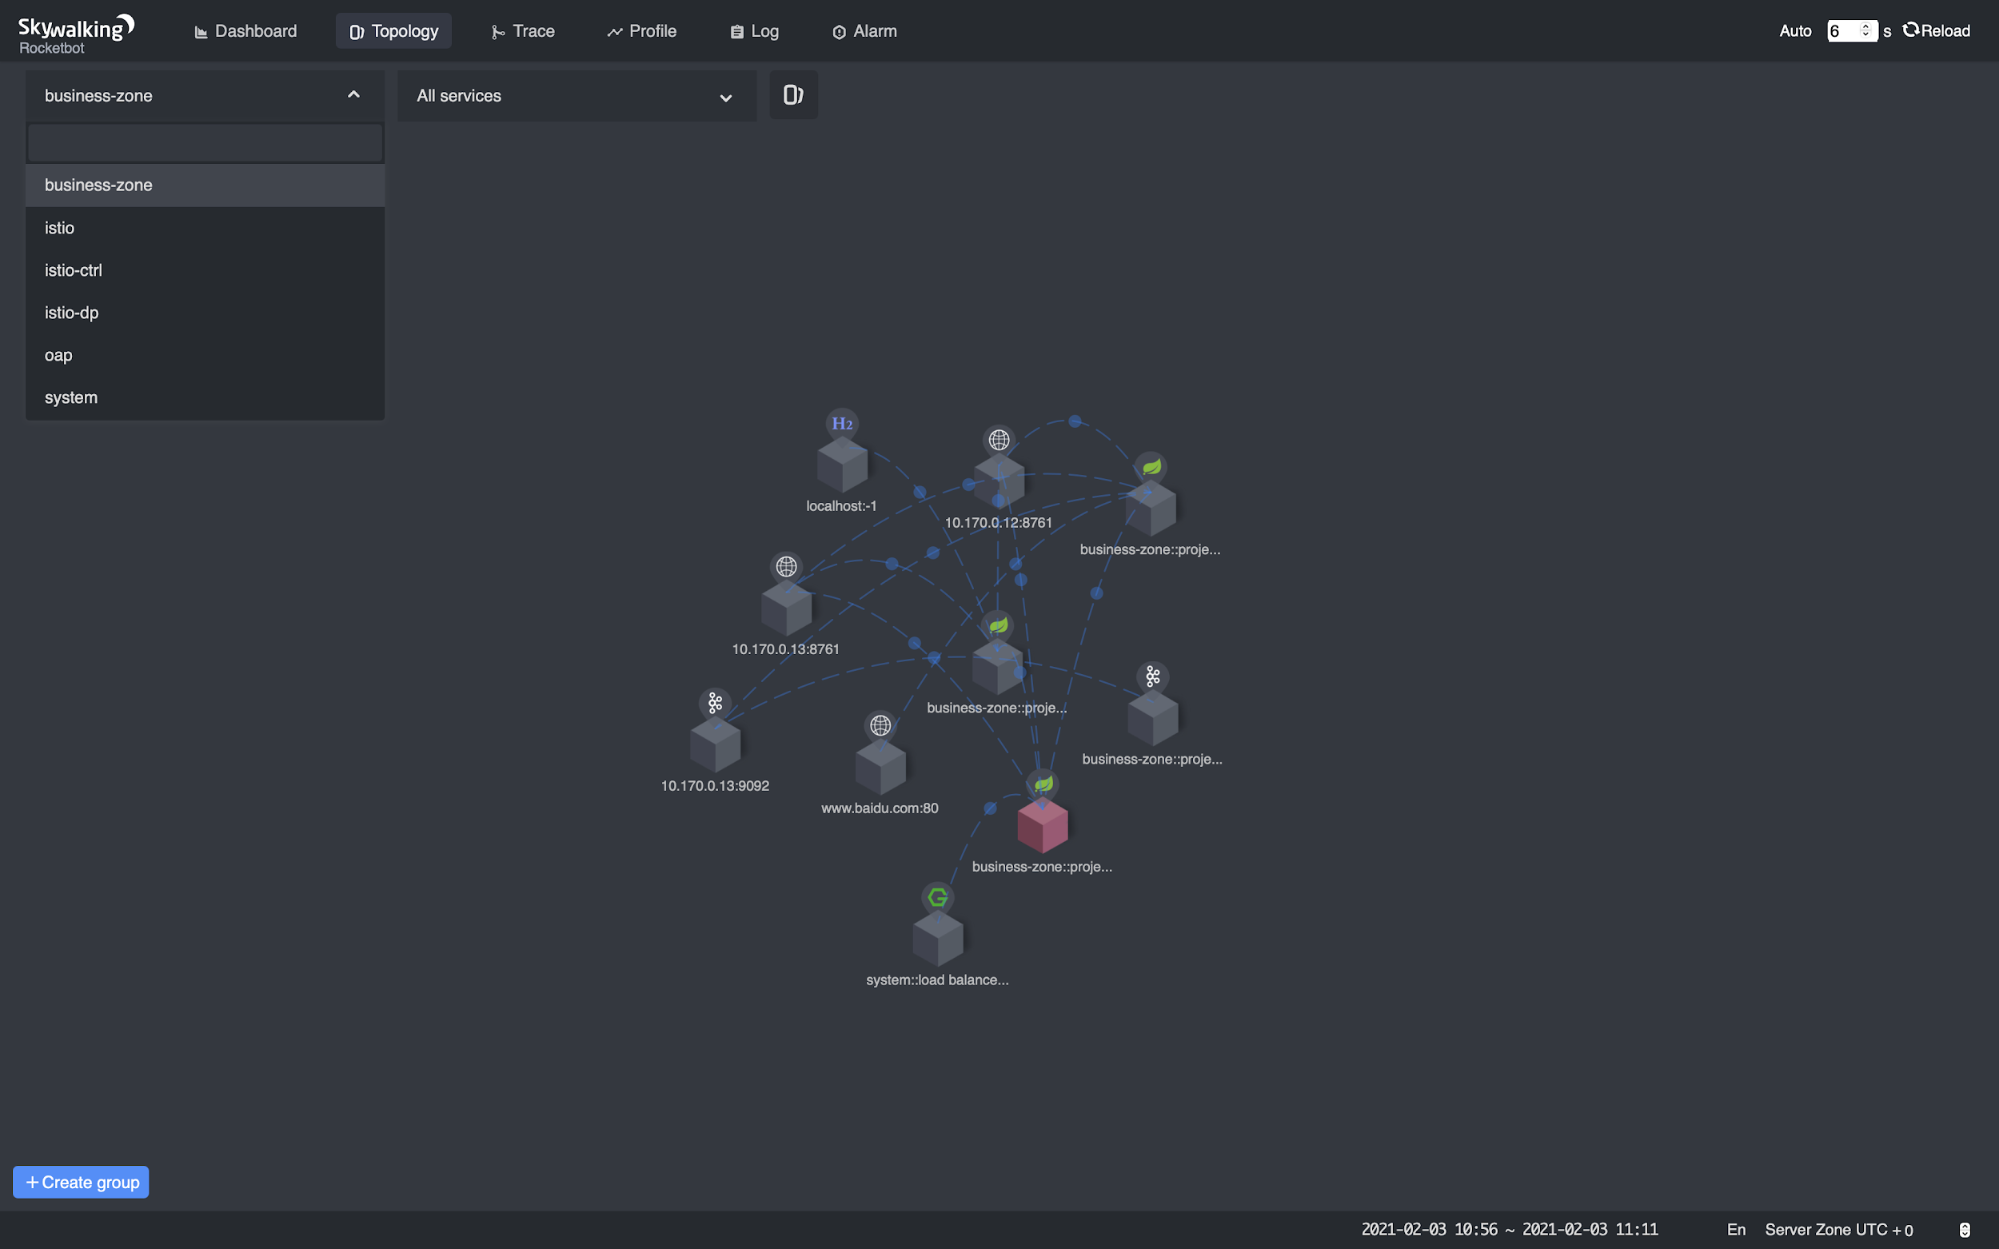 Skywalking
Rocketbot
Dashboard
Topology
Trace
Profile
Log
Alarm
Auto 6 s Reload
business-zone
All services
business-zone
istio
istio-ctrl
istio-dp
oap
system
H2
localhost:-1
10.170.0.12:8761
business-zone::proje...
10.170.0.13:8761
business-zone::proje...
10.170.0.13:9092
www.baidu.com:80
business-zone::proje...
business-zone::proje...
system::load balance...
+ Create group
2021-02-03 10:56 ~ 2021-02-03 11:11
En
Server Zone UTC + 0